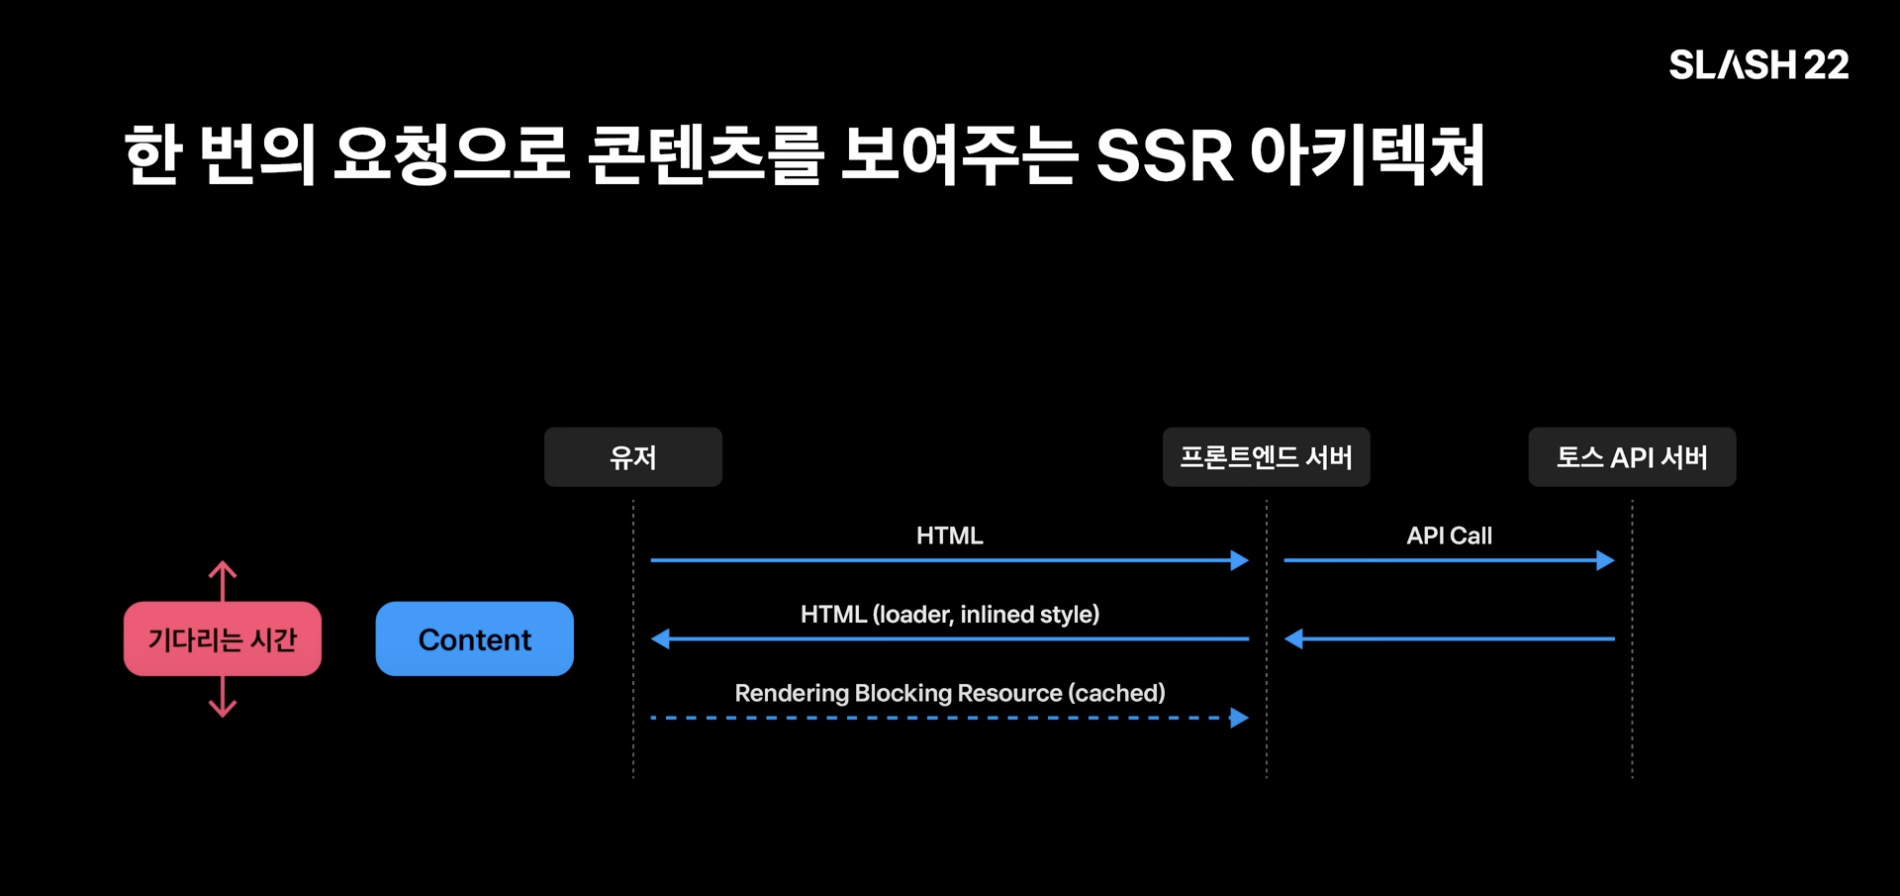 SLASH 22
한 번의 요청으로 콘텐츠를 보여주는 SSR 아키텍쳐
유저
프론트엔드 서버
토스 API 서버
HTML
API Call
기다리는 시간
Content
HTML (loader, inlined style)
Rendering Blocking Resource (cached)